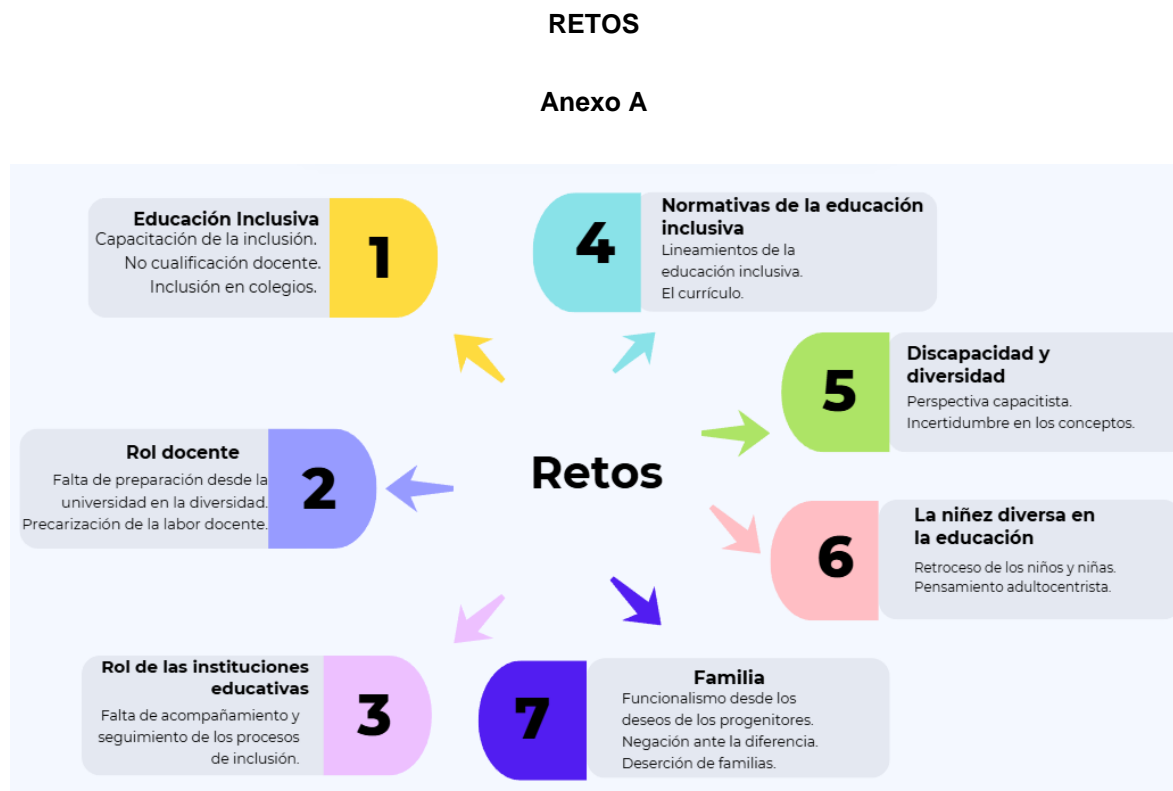 RETOS
Anexo A
Educación Inclusiva
Capacitación de la inclusión.
No cualificación docente.
Inclusión en colegios.
1
Rol docente
Falta de preparación desde la
universidad en la diversidad.
Precarización de la labor docente.
2
Rol de las instituciones
educativas
Falta de acompañamiento y
seguimiento de los procesos
de inclusión.
3
4
Normativas de la educación
inclusiva
Lineamientos de la
educación inclusiva.
El currículo.
5
Discapacidad y
diversidad
Perspectiva capacitista.
Incertidumbre en los conceptos.
Retos
6
La niñez diversa en
la educación
Retroceso de los niños y niñas.
Pensamiento adultocentrista.
7
Familia
Funcionalismo desde los
deseos de los progenitores.
Negación ante la diferencia.
Deserción de familias.